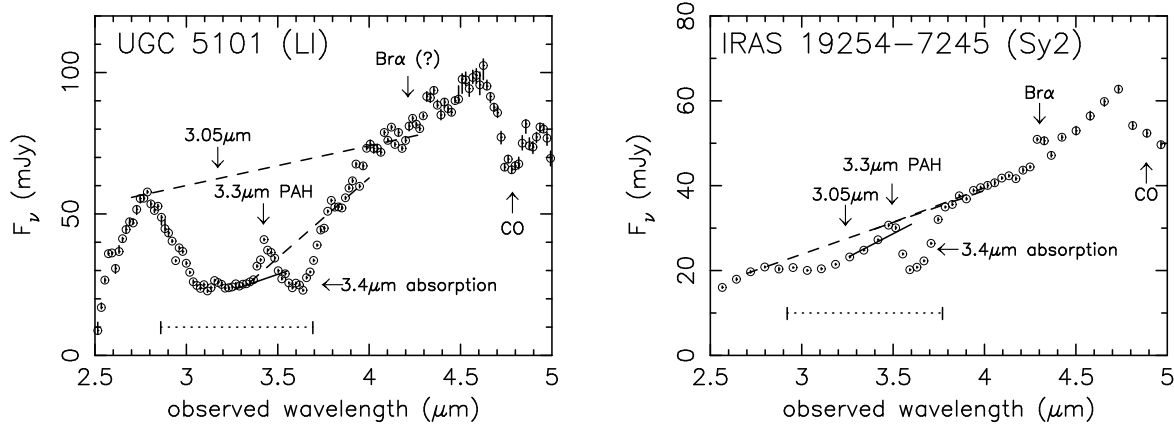 UGC 5101 (LI)
Brα (?)
3.05μm
3.3μm PAH
CO
3.4μm absorption
Fν (mJy)
0
50
100
2.5
3
3.5
4
4.5
5
observed wavelength (μm)
IRAS 19254−7245 (Sy2)
Brα
3.3μm PAH
3.05μm
CO
3.4μm absorption
Fν (mJy)
0
20
40
60
80
2.5
3
3.5
4
4.5
5
observed wavelength (μm)